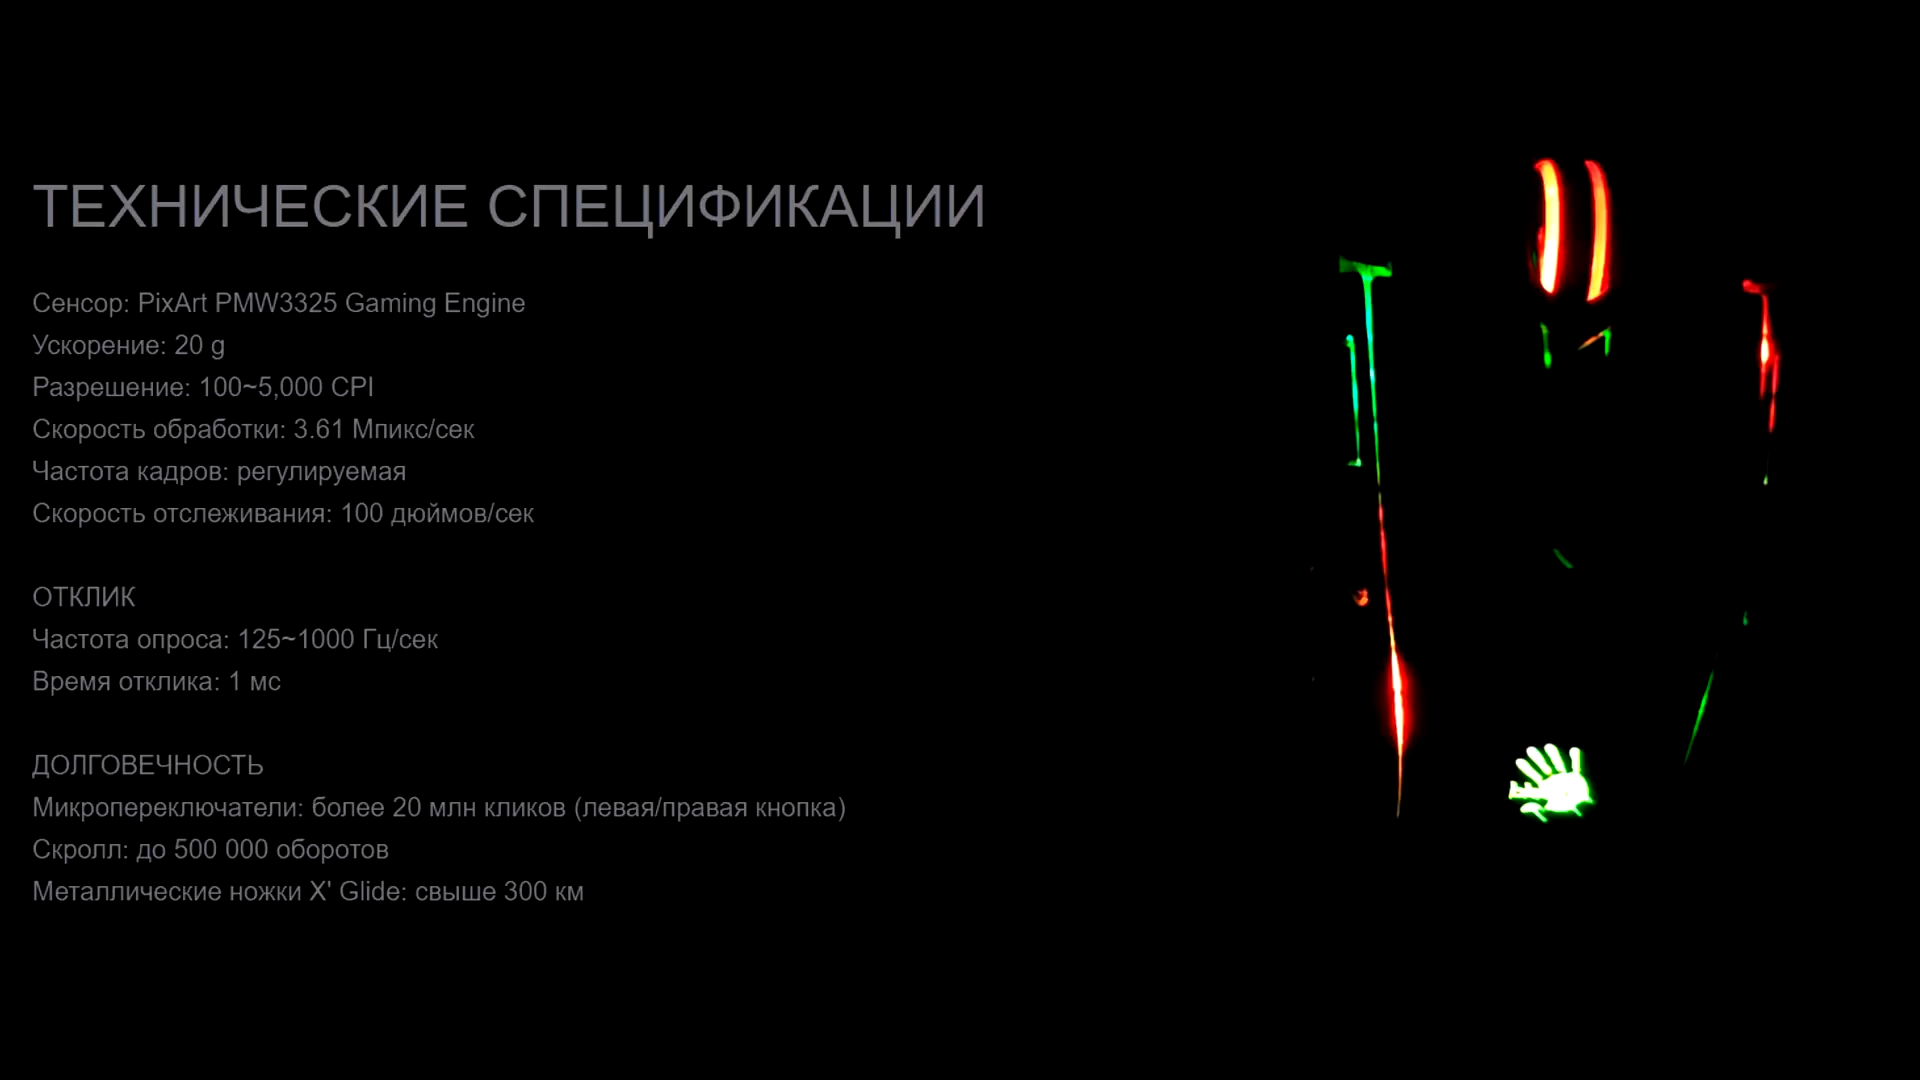 ТЕХНИЧЕСКИЕ СПЕЦИФИКАЦИИ
Сенсор: PixArt PMW3325 Gaming Engine
Ускорение: 20 g
Разрешение: 100~5,000 CPI
Скорость обработки: 3.61 Мпикс/сек
Частота кадров: регулируемая
Скорость отслеживания: 100 дюймов/сек
ОТКЛИК
Частота опроса: 125~1000 Гц/сек
Время отклика: 1 мс
ДОЛГОВЕЧНОСТЬ
Микропереключатели: более 20 млн кликов (левая/правая кнопка)
Скролл: до 500 000 оборотов
Металлические ножки X' Glide: свыше 300 км